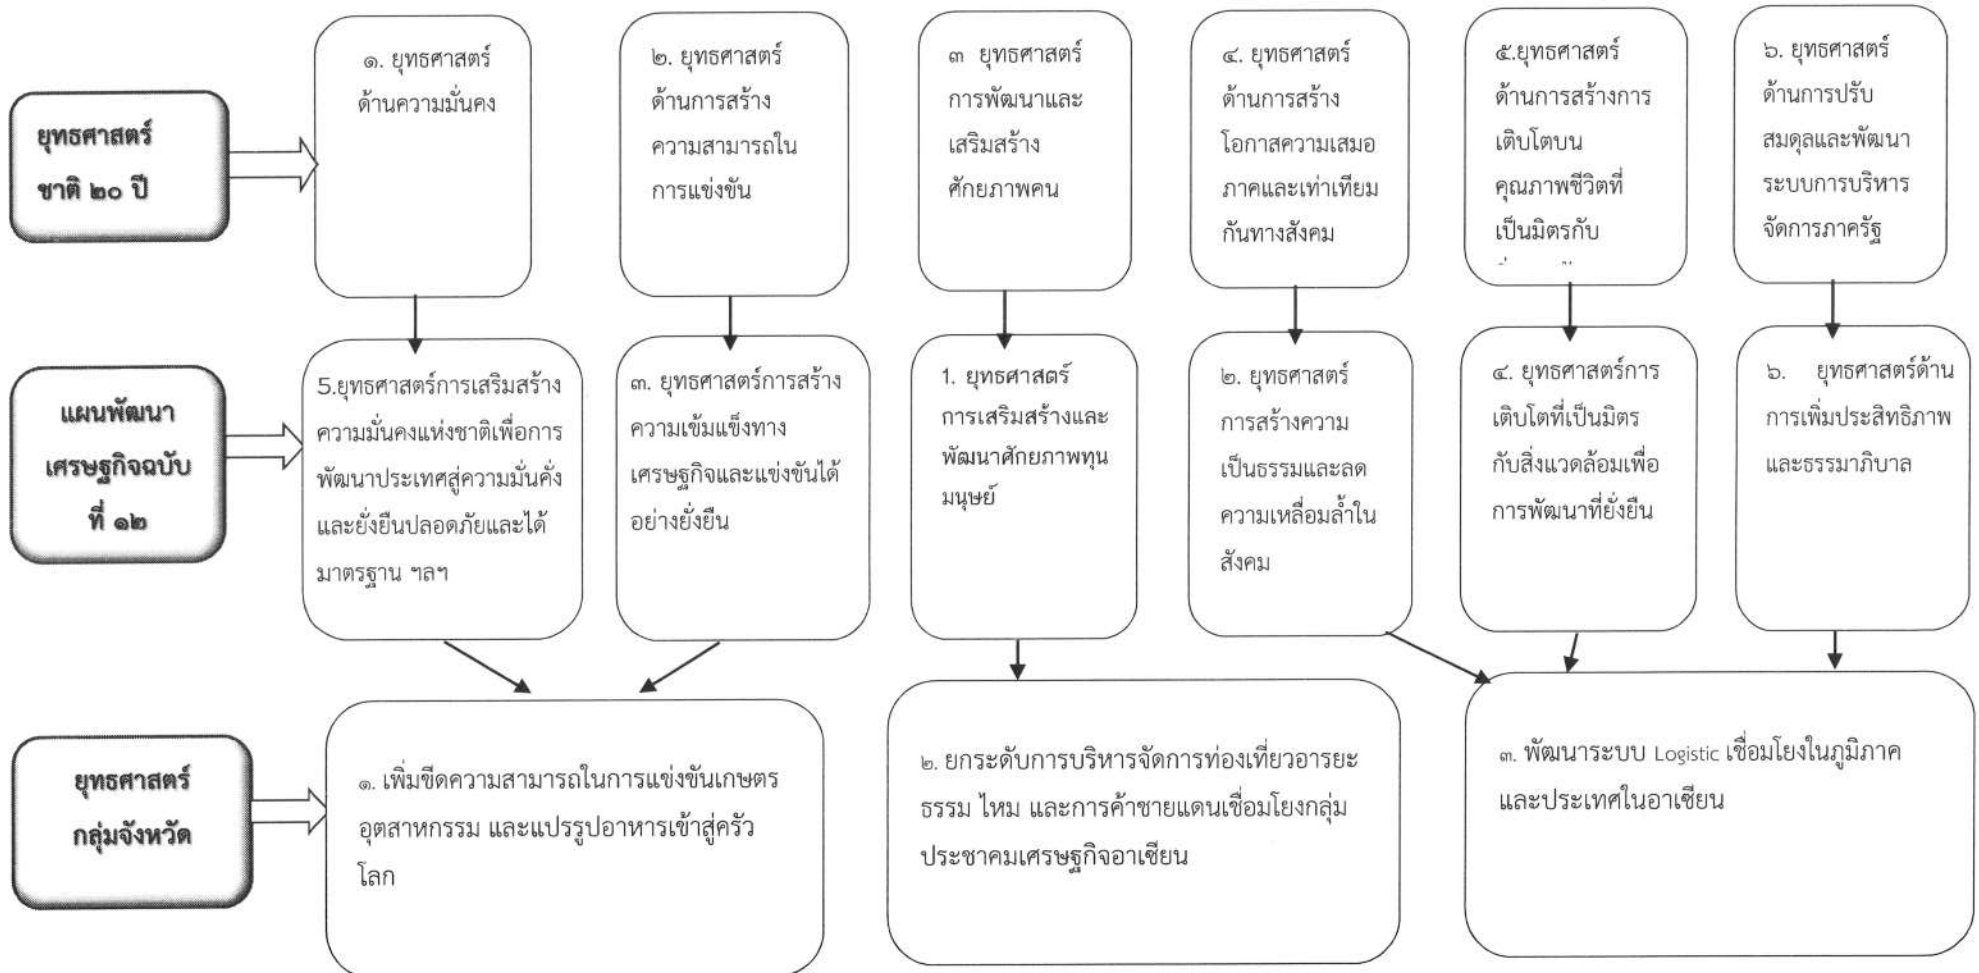 ยุทธศาสตร์
ชาติ ๒๐ ปี
๑. ยุทธศาสตร์
ด้านความมั่นคง
๒. ยุทธศาสตร์
ด้านการสร้าง
ความสามารถใน
การแข่งขัน
๓ ยุทธศาสตร์
การพัฒนาและ
เสริมสร้าง
ศักยภาพคน
๔. ยุทธศาสตร์
ด้านการสร้าง
โอกาสความเสมอ
ภาคและเท่าเทียม
กันทางสังคม
๕.ยุทธศาสตร์
ด้านการสร้างการ
เติบโตบน
คุณภาพชีวิตที่
เป็นมิตรกับ
๖. ยุทธศาสตร์
ด้านการปรับ
สมดุลและพัฒนา
ระบบการบริหาร
จัดการภาครัฐ
แผนพัฒนา
เศรษฐกิจฉบับ
ที่ ๑๒
5.ยุทธศาสตร์การเสริมสร้าง
ความมั่นคงแห่งชาติเพื่อการ
พัฒนาประเทศสู่ความมั่นคั่ง
และยั่งยืนปลอดภัยและได้
มาตรฐาน ฯลฯ
๓. ยุทธศาสตร์การสร้าง
ความเข้มแข็งทาง
เศรษฐกิจและแข่งขันได้
อย่างยั่งยืน
1. ยุทธศาสตร์
การเสริมสร้างและ
พัฒนาศักยภาพทุน
มนุษย์
๒. ยุทธศาสตร์
การสร้างความ
เป็นธรรมและลด
ความเหลื่อมล้ำใน
สังคม
๔. ยุทธศาสตร์การ
เติบโตที่เป็นมิตร
กับสิ่งแวดล้อมเพื่อ
การพัฒนาที่ยั่งยืน
๖. ยุทธศาสตร์ด้าน
การเพิ่มประสิทธิภาพ
และธรรมาภิบาล
ยุทธศาสตร์
กลุ่มจังหวัด
๑. เพิ่มขีดความสามารถในการแข่งขันเกษตร
อุตสาหกรรม และแปรรูปอาหารเข้าสู่ครัว
โลก
๒. ยกระดับการบริหารจัดการท่องเที่ยวอารยะ
ธรรม ไหม และการค้าชายแดนเชื่อมโยงกลุ่ม
ประชาคมเศรษฐกิจอาเซียน
๓. พัฒนาระบบ Logistic เชื่อมโยงในภูมิภาค
และประเทศในอาเซียน